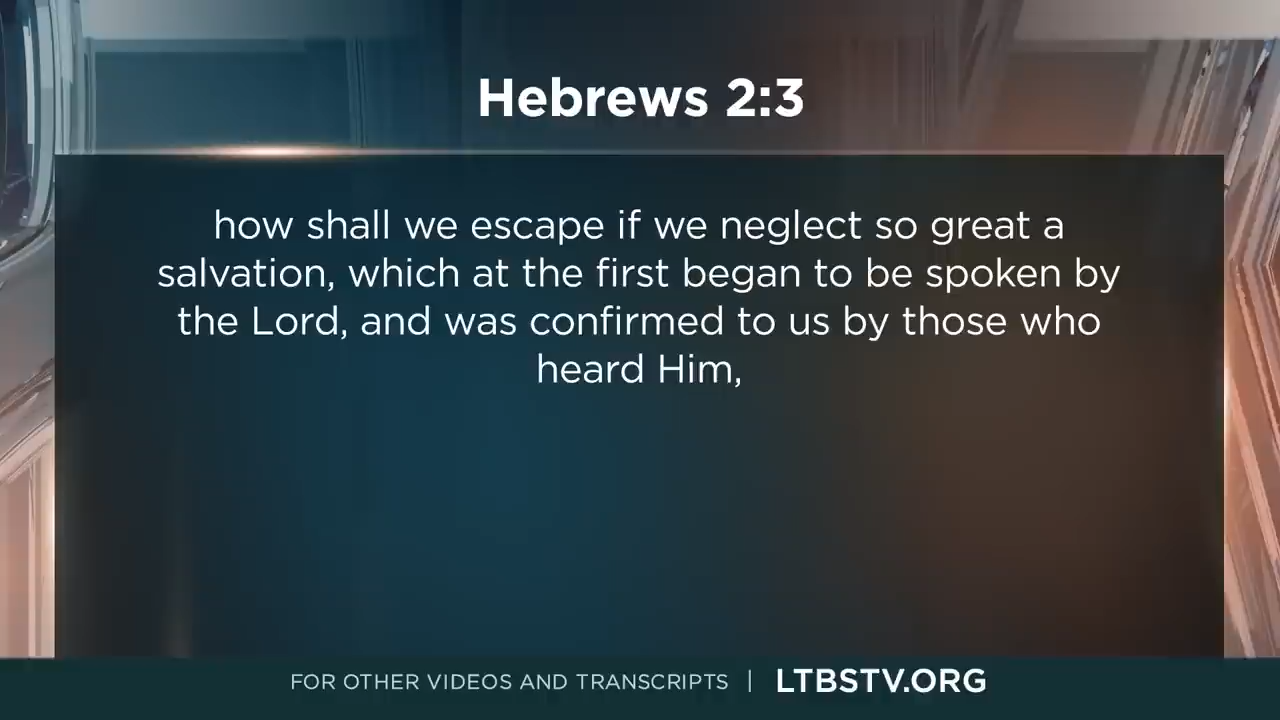 Hebrews 2:3
how shall we escape if we neglect so great a
salvation, which at the first began to be spoken by
the Lord, and was confirmed to us by those who
heard Him,
FOR OTHER VIDEOS AND TRANSCRIPTS | LTBSTV.ORG